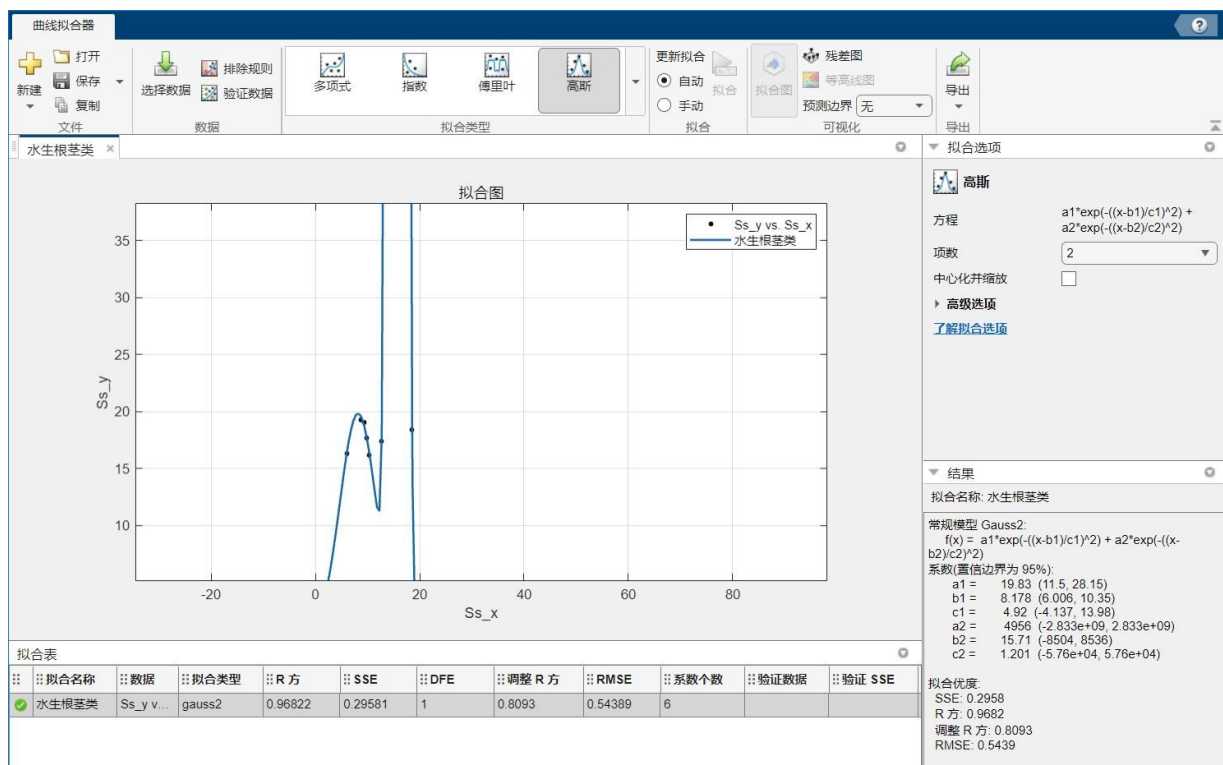 曲线拟合器
?
新建
打开
保存
复制
文件
选择数据
排除规则
验证数据
数据
多项式
指数
傅里叶
高斯
拟合类型
更新拟合
自动
手动
拟合
拟合
拟合图
残差图
等高线图
预测边界 无
可视化
导出
导出
水生根茎类 ×
拟合图
Ss_y vs. Ss_x
水生根茎类
35
30
25
20
15
10
Ss_y
-20 0 20 40 60 80
Ss_x
拟合表
拟合名称 数据 拟合类型 R 方 SSE DFE 调整 R 方 RMSE 系数个数 验证数据 验证 SSE
水生根茎类 Ss_y v... gauss2 0.96822 0.29581 1 0.8093 0.54389 6
拟合选项
高斯
方程 a1*exp(-((x-b1)/c1)^2) +
a2*exp(-((x-b2)/c2)^2)
项数 2
中心化并缩放
高级选项
了解拟合选项
结果
拟合名称: 水生根茎类
常规模型 Gauss2:
f(x) = a1*exp(-((x-b1)/c1)^2) + a2*exp(-((x-
b2)/c2)^2)
系数(置信边界为 95%):
a1 = 19.83 (11.5, 28.15)
b1 = 8.178 (6.006, 10.35)
c1 = 4.92 (-4.137, 13.98)
a2 = 4956 (-2.833e+09, 2.833e+09)
b2 = 15.71 (-8504, 8536)
c2 = 1.201 (-5.76e+04, 5.76e+04)
拟合优度:
SSE: 0.2958
R 方: 0.9682
调整 R 方: 0.8093
RMSE: 0.5439